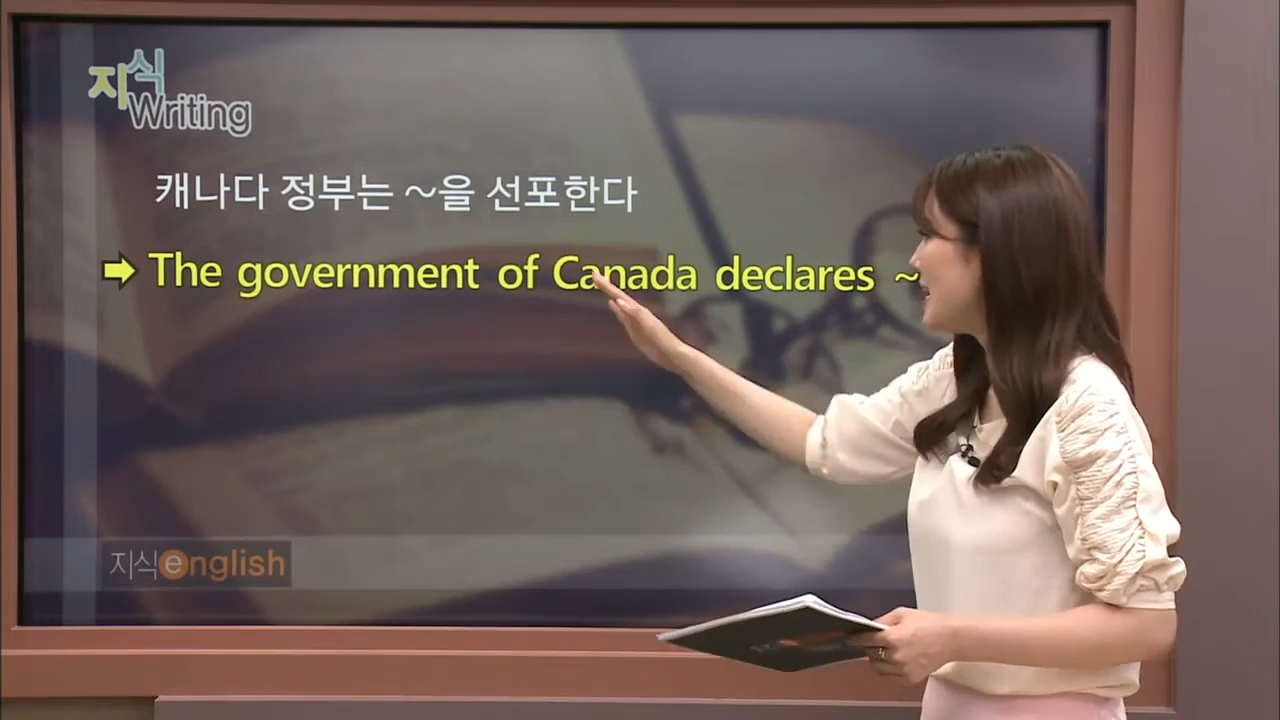 지식
Writing
캐나다 정부는 ~을 선포한다
➡ The government of Canada declares ~
지식english